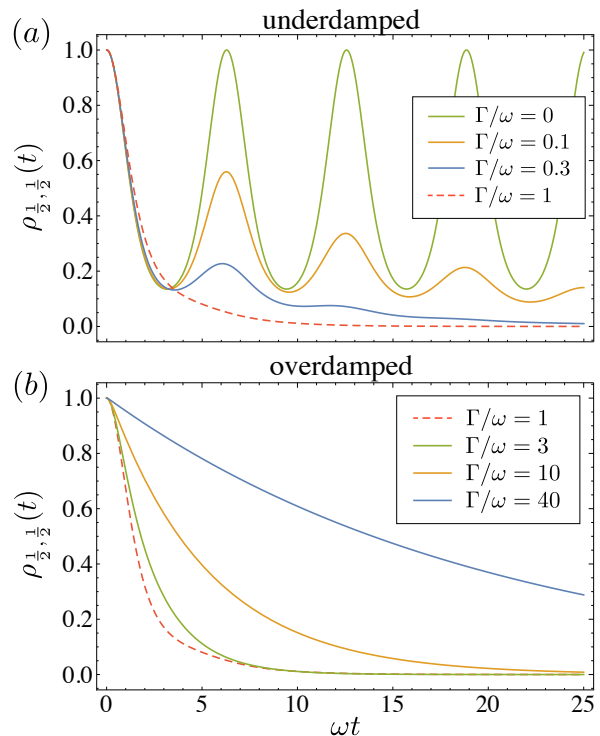 (a)
underdamped
1.0
0.8
0.6
0.4
0.2
0.0
ρ½,½(t)
Γ/ω = 0
Γ/ω = 0.1
Γ/ω = 0.3
Γ/ω = 1
(b)
overdamped
1.0
0.8
0.6
0.4
0.2
0.0
ρ½,½(t)
Γ/ω = 1
Γ/ω = 3
Γ/ω = 10
Γ/ω = 40
0 5 10 15 20 25
ωt